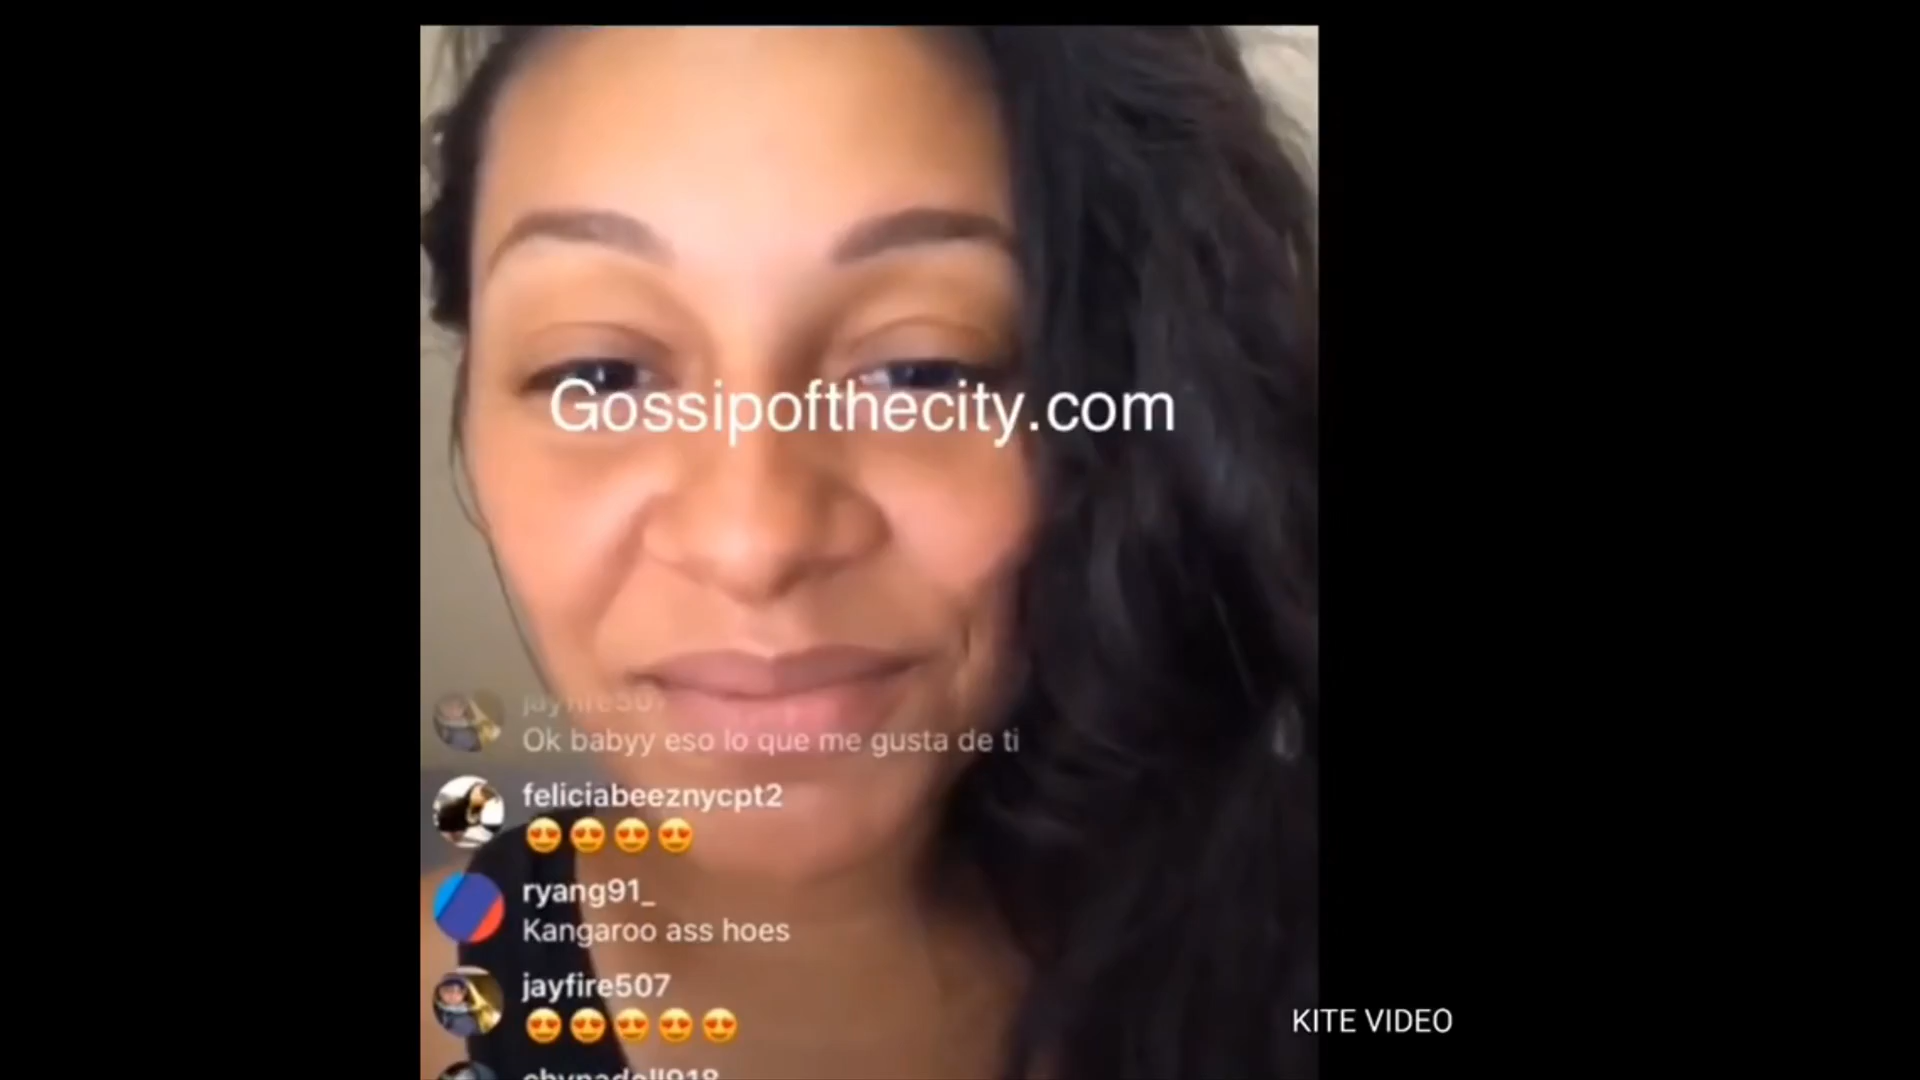 Gossipofthecity.com
jayfire507
Ok babyy eso lo que me gusta de ti
feliciabeeznycpt2
ryang91_
Kangaroo ass hoes
jayfire507
KITE VIDEO